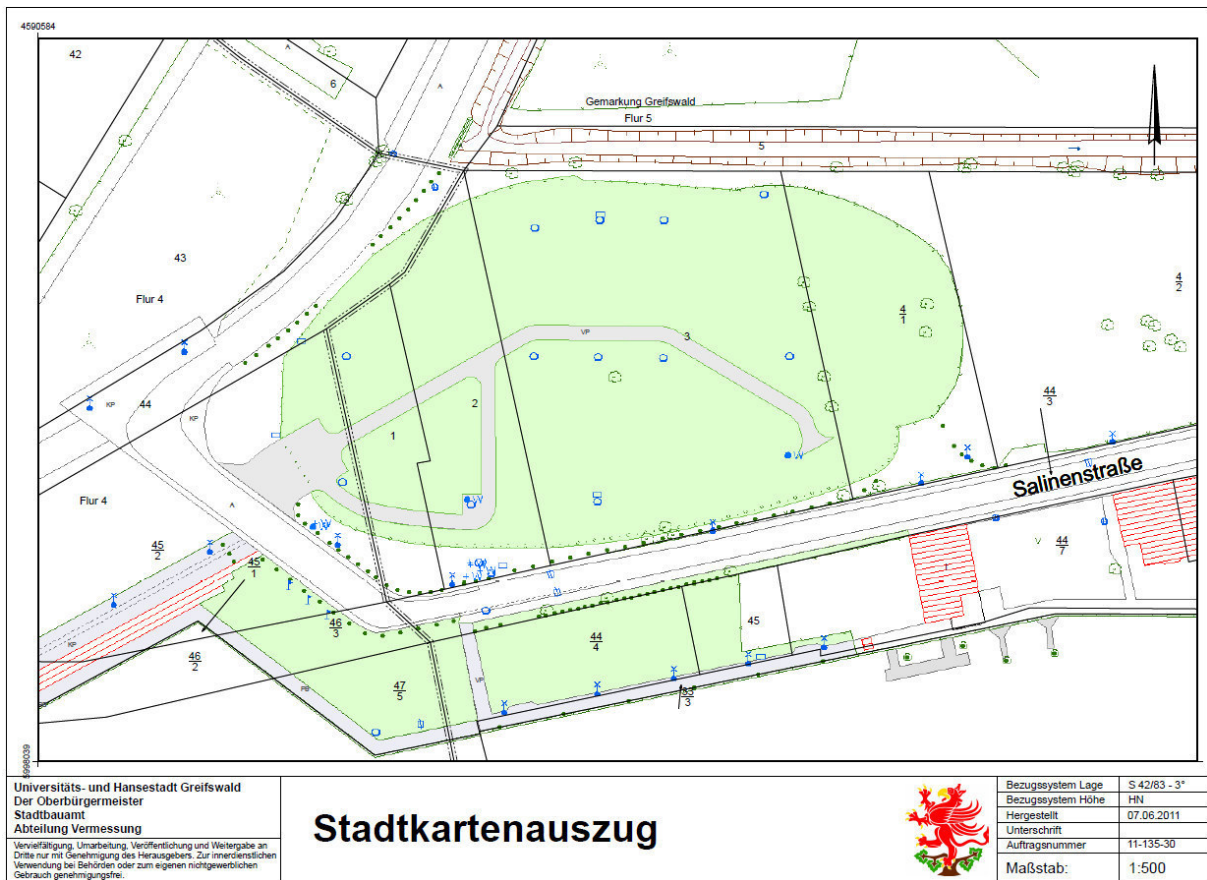 4590584
42
6
Gemarkung Greifswald
Flur 5
5
43
Flur 4
4
1
4
2
3
VP
2
1
44
KP
KP
44
3
Salinenstraße
Flur 4
45
2
45
1
46
3
44
7
46
2
KP
PB
47
5
VP
44
4
45
83
3
5998039
Universitäts- und Hansestadt Greifswald
Der Oberbürgermeister
Stadtbauamt
Abteilung Vermessung
Vervielfältigung, Umarbeitung, Veröffentlichung und Weitergabe an
Dritte nur mit Genehmigung des Herausgebers. Zur innerdienstlichen
Verwendung bei Behörden oder zum eigenen nichtgewerblichen
Gebrauch genehmigungsfrei.
Stadtkartenauszug
Bezugssystem Lage S 42/83 - 3°
Bezugssystem Höhe HN
Hergestellt 07.06.2011
Unterschrift
Auftragsnummer 11-135-30
Maßstab: 1:500